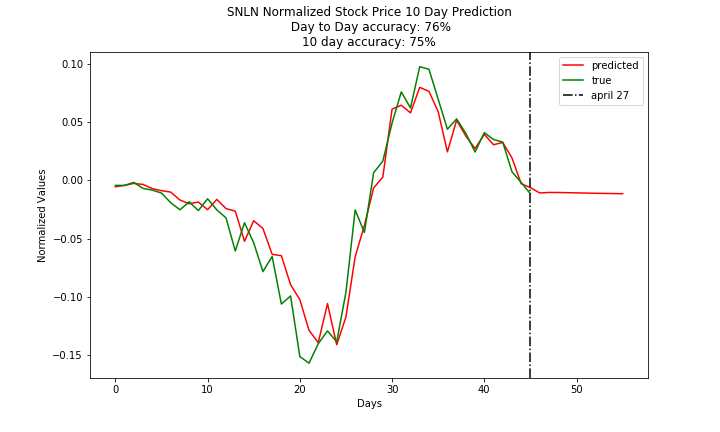 SNLN Normalized Stock Price 10 Day Prediction
Day to Day accuracy: 76%
10 day accuracy: 75%
predicted
true
april 27
0.10
0.05
0.00
−0.05
−0.10
−0.15
Normalized Values
0 10 20 30 40 50
Days